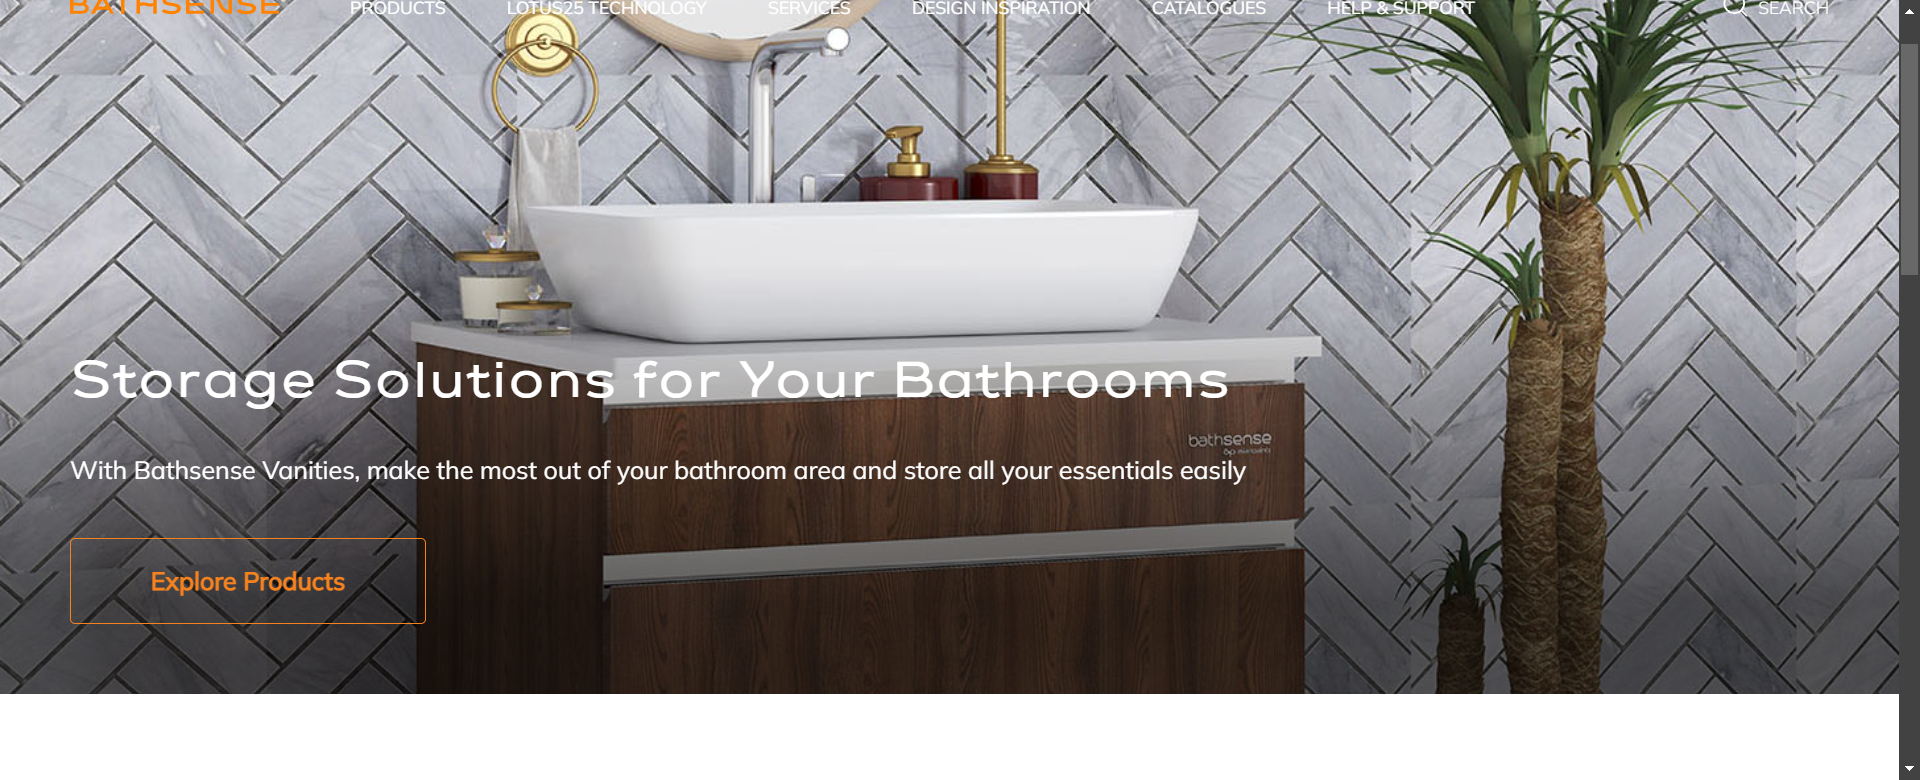 BATHSENSE PRODUCTS LOTUS25 TECHNOLOGY SERVICES DESIGN INSPIRATION CATALOGUES HELP & SUPPORT SEARCH
Storage Solutions for Your Bathrooms
bathsense
With Bathsense Vanities, make the most out of your bathroom area and store all your essentials easily
Explore Products